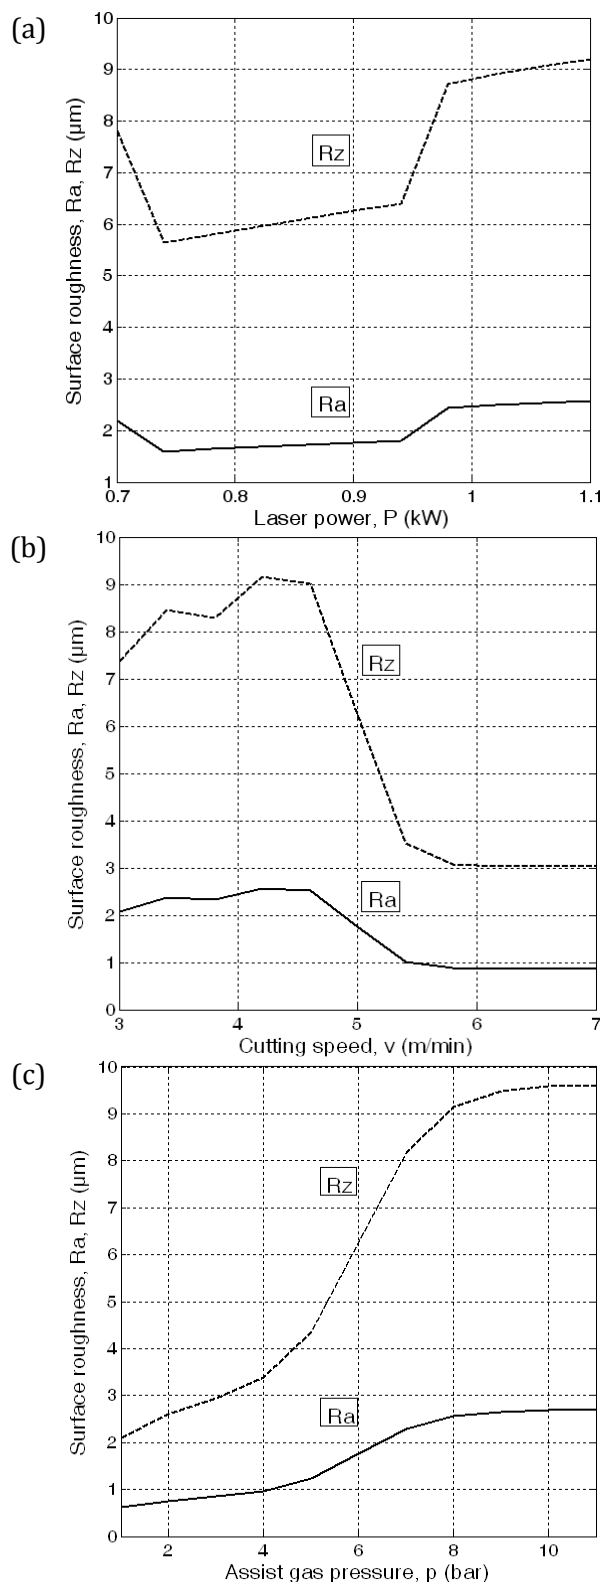 (a)
Surface roughness, Ra, Rz (μm)
10
9
8
7
6
5
4
3
2
1
Rz
Ra
0.7 0.8 0.9 1 1.1
Laser power, P (kW)
(b)
Surface roughness, Ra, Rz (μm)
10
9
8
7
6
5
4
3
2
1
0
Rz
Ra
3 4 5 6 7
Cutting speed, v (m/min)
(c)
Surface roughness, Ra, Rz (μm)
10
9
8
7
6
5
4
3
2
1
0
Rz
Ra
2 4 6 8 10
Assist gas pressure, p (bar)